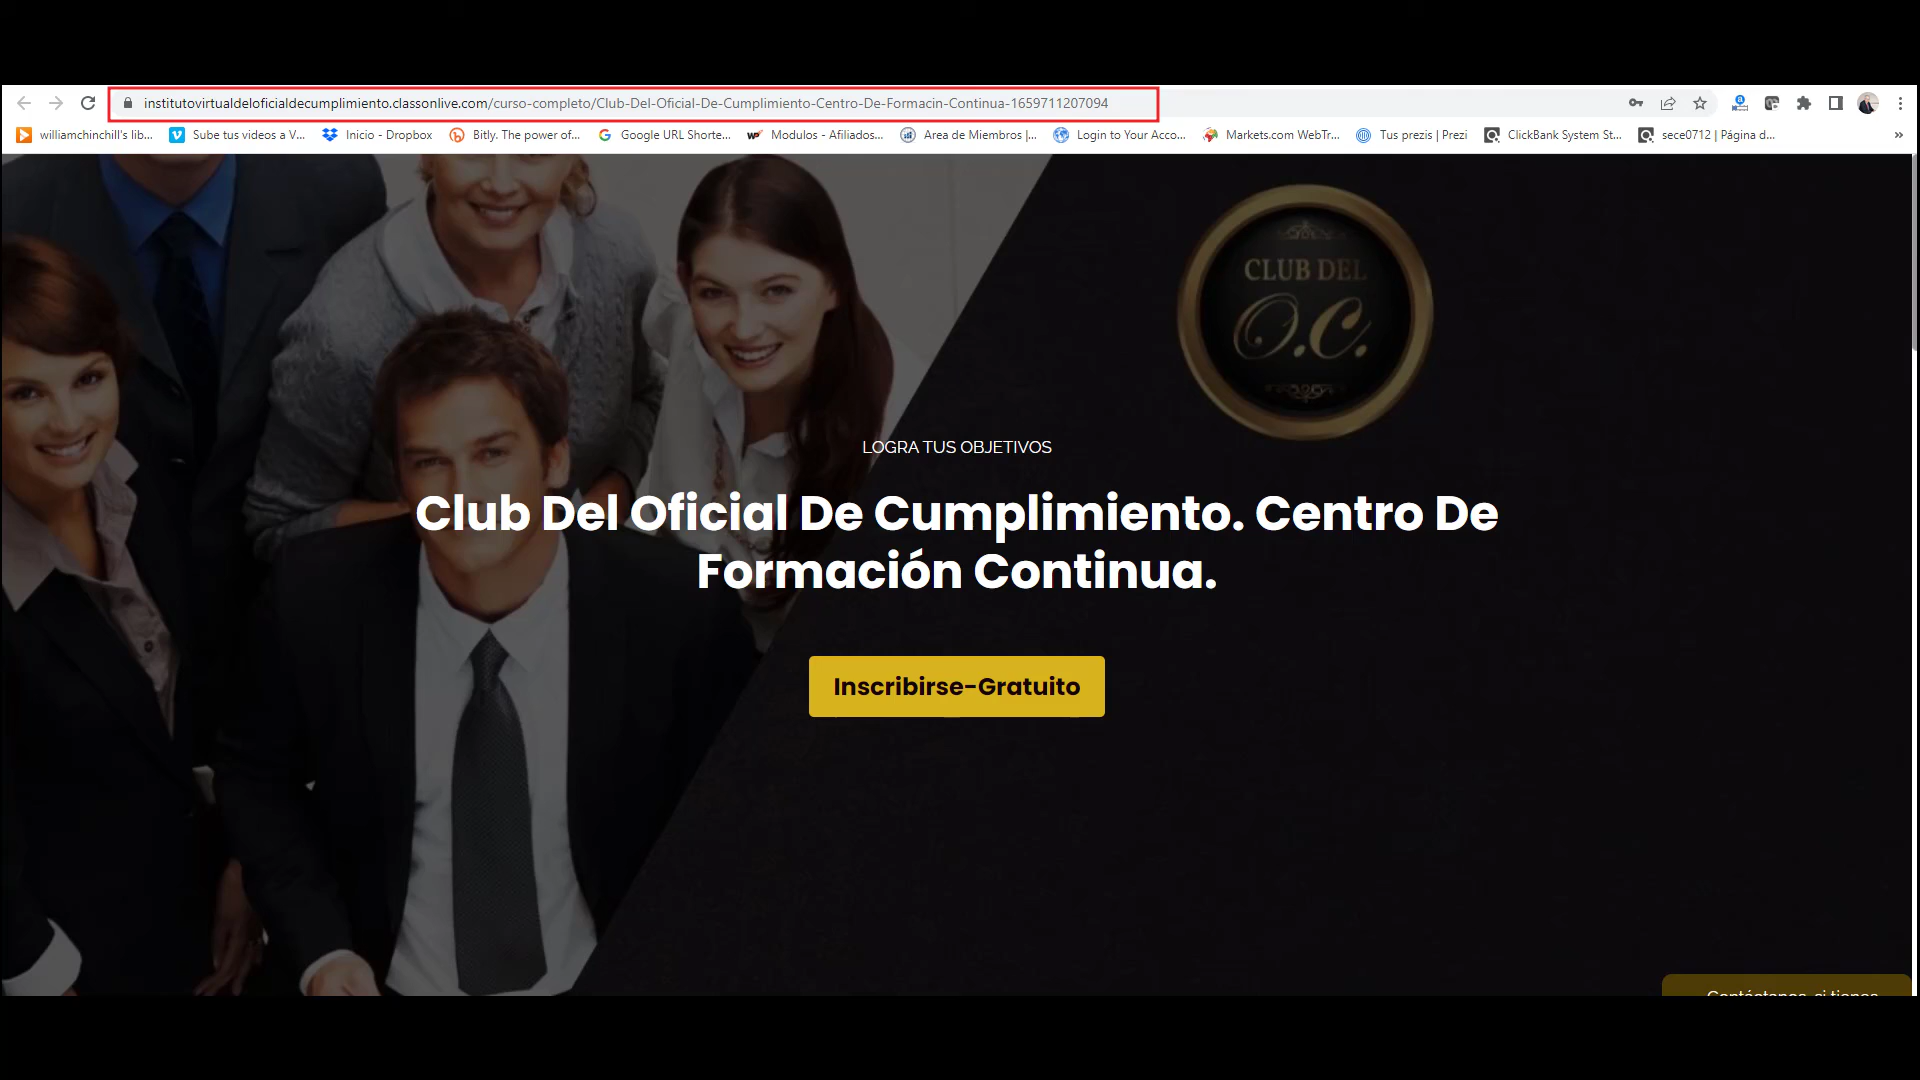 institutovirtualdeloficialdecumplimiento.classonlive.com/curso-completo/Club-Del-Oficial-De-Cumplimiento-Centro-De-Formacin-Continua-1659711207094
williamchinchill's lib... Sube tus videos a V... Inicio - Dropbox Bitly. The power of... Google URL Shorte... Modulos - Afiliados... Area de Miembros |... Login to Your Acco... Markets.com WebTr... Tus prezis | Prezi ClickBank System St... sece0712 | Página d... »
CLUB DEL
O.C.
LOGRA TUS OBJETIVOS
Club Del Oficial De Cumplimiento. Centro De
Formación Continua.
Inscribirse-Gratuito
Contáctanos, si tienes